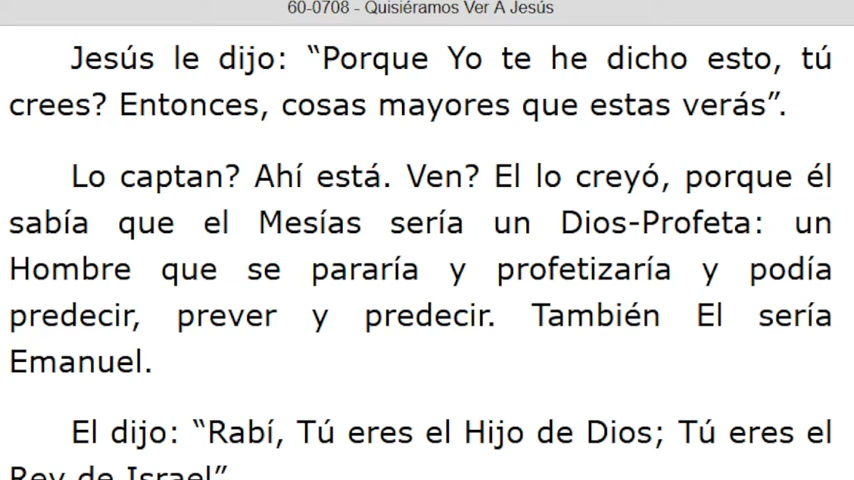 60-0708 - Quisiéramos Ver A Jesús
Jesús le dijo: “Porque Yo te he dicho esto, tú
crees? Entonces, cosas mayores que estas verás”.
Lo captan? Ahí está. Ven? El lo creyó, porque él
sabía que el Mesías sería un Dios-Profeta: un
Hombre que se pararía y profetizaría y podía
predecir, prever y predecir. También El sería
Emanuel.
El dijo: “Rabí, Tú eres el Hijo de Dios; Tú eres el
Rey de Israel”